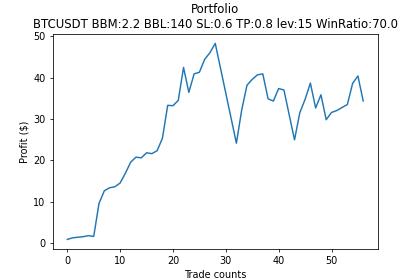 Portfolio
BTCUSDT BBM:2.2 BBL:140 SL:0.6 TP:0.8 lev:15 WinRatio:70.0
50
40
30
20
10
0
Profit ($)
0 10 20 30 40 50
Trade counts